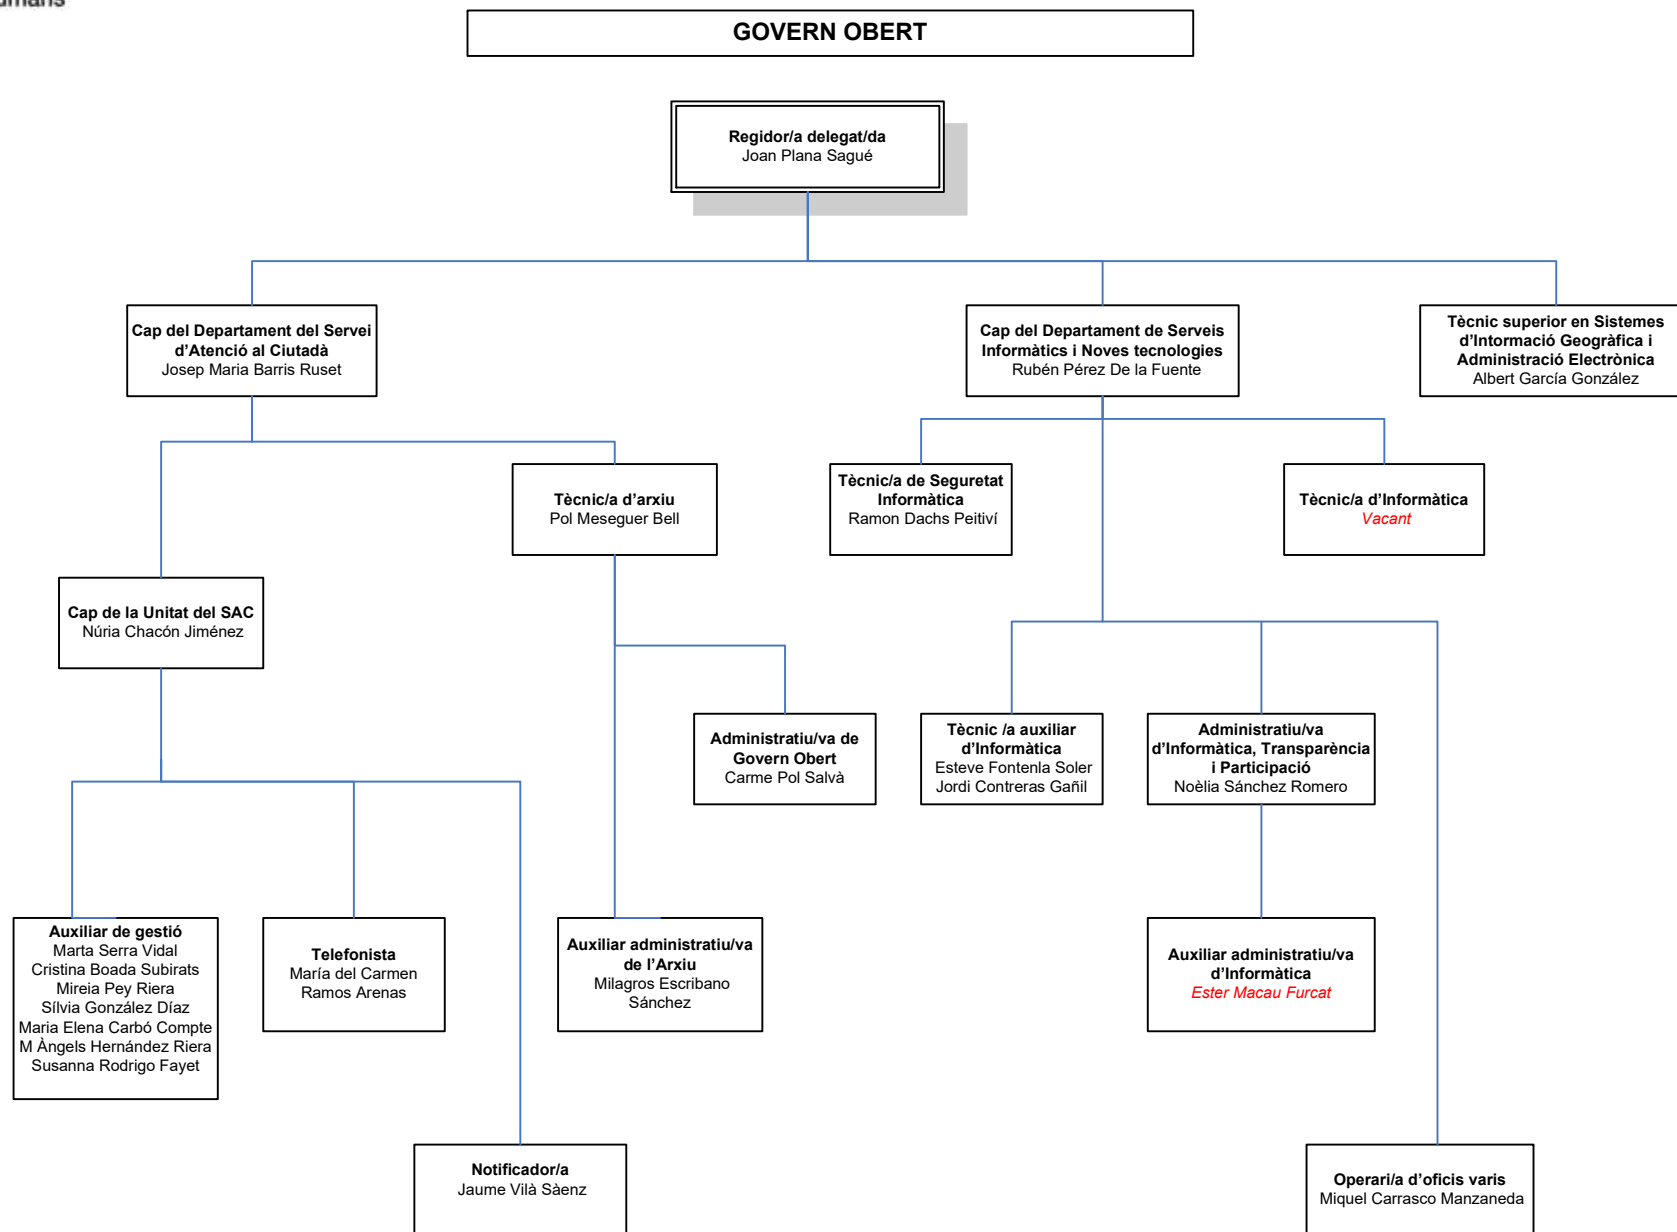 GOVERN OBERT
Regidor/a delegat/da
Joan Plana Sagué
Cap del Departament del Servei
d'Atenció al Ciutadà
Josep Maria Barris Ruset
Cap del Departament de Serveis
Informàtics i Noves tecnologies
Rubén Pérez De la Fuente
Tècnic superior en Sistemes
d'Intormació Geogràfica i
Administració Electrònica
Albert García González
Tècnic/a d'arxiu
Pol Meseguer Bell
Tècnic/a de Seguretat
Informàtica
Ramon Dachs Peitiví
Tècnic/a d'Informàtica
Vacant
Cap de la Unitat del SAC
Núria Chacón Jiménez
Administratiu/va de
Govern Obert
Carme Pol Salvà
Tècnic /a auxiliar
d'Informàtica
Esteve Fontenla Soler
Jordi Contreras Gañil
Administratiu/va
d'Informàtica, Transparència
i Participació
Noèlia Sánchez Romero
Auxiliar de gestió
Marta Serra Vidal
Cristina Boada Subirats
Mireia Pey Riera
Sílvia González Díaz
Maria Elena Carbó Compte
M Àngels Hernández Riera
Susanna Rodrigo Fayet
Telefonista
María del Carmen
Ramos Arenas
Auxiliar administratiu/va
de l'Arxiu
Milagros Escribano
Sánchez
Auxiliar administratiu/va
d'Informàtica
Ester Macau Furcat
Notificador/a
Jaume Vilà Sàenz
Operari/a d'oficis varis
Miquel Carrasco Manzaneda